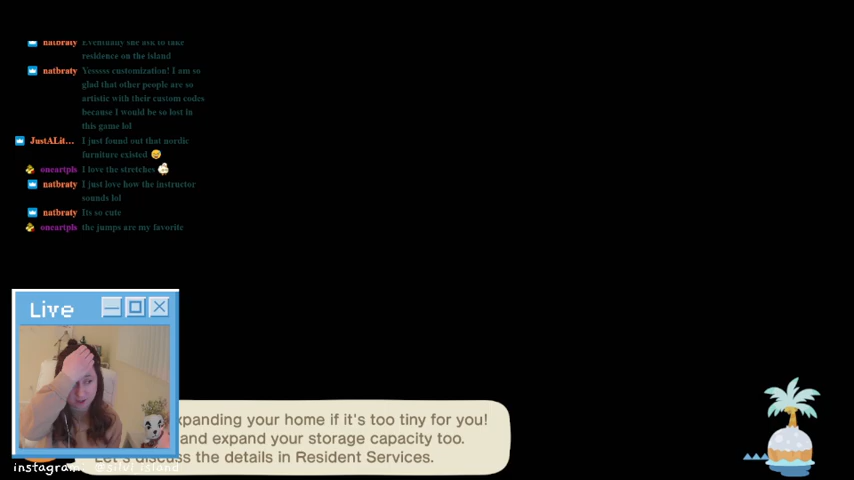 natbraty Eventually she ask to take
residence on the island
natbraty Yesssss customization! I am so
glad that other people are so
artistic with their custom codes
because I would be so lost in
this game lol
JustALit... I just found out that nordic
furniture existed
oneartpls I love the stretches
natbraty I just love how the instructor
sounds lol
natbraty Its so cute
oneartpls the jumps are my favorite
Live
xpanding your home if it's too tiny for you!
and expand your storage capacity too.
Let's discuss the details in Resident Services.
instagram: @silvi.island